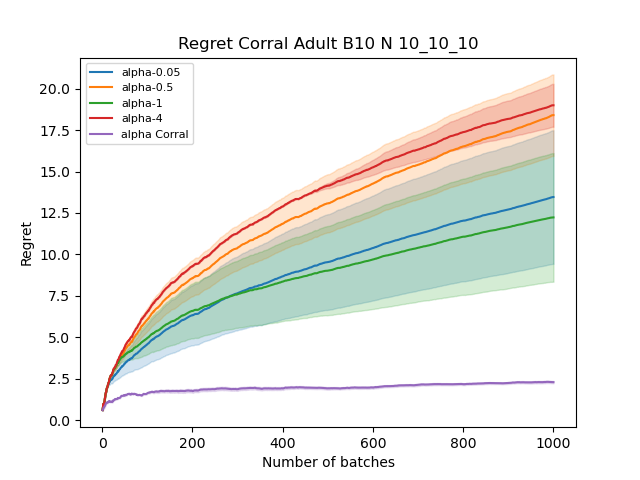 Regret Corral Adult B10 N 10_10_10
alpha-0.05
alpha-0.5
alpha-1
alpha-4
alpha Corral
20.0
17.5
15.0
12.5
10.0
7.5
5.0
2.5
0.0
Regret
0 200 400 600 800 1000
Number of batches